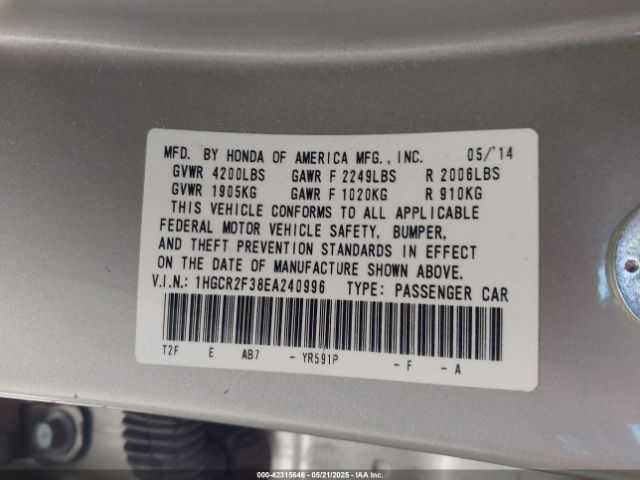 MFD. BY HONDA OF AMERICA MFG., INC. 05/'14
GVWR 4200LBS GAWR F 2249LBS R 2006LBS
GVWR 1905KG GAWR F 1020KG R 910KG
THIS VEHICLE CONFORMS TO ALL APPLICABLE
FEDERAL MOTOR VEHICLE SAFETY, BUMPER,
AND THEFT PREVENTION STANDARDS IN EFFECT
ON THE DATE OF MANUFACTURE SHOWN ABOVE.
V.I.N.: 1HGCR2F38EA240996 TYPE: PASSENGER CAR
T2F E AB7 - YR591P - F - A
000-42315646 - 05/21/2025 - IAAI.COM